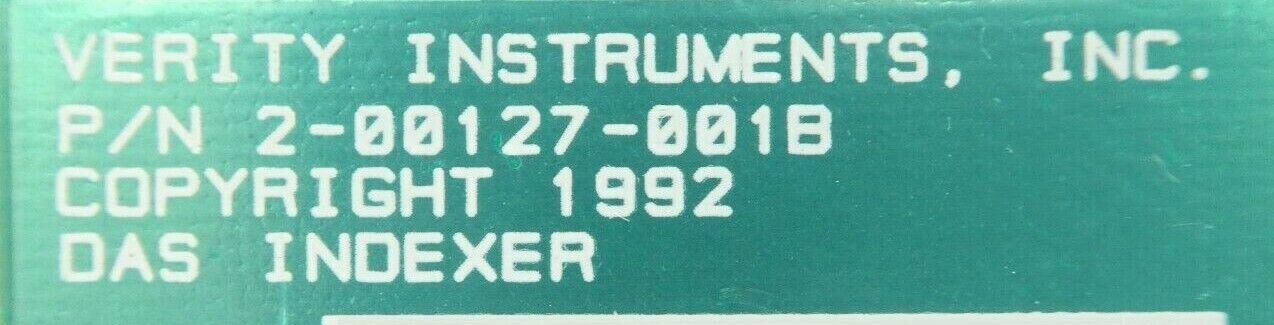 VERITY INSTRUMENTS, INC.
P/N 2-00127-001B
COPYRIGHT 1992
DAS INDEXER